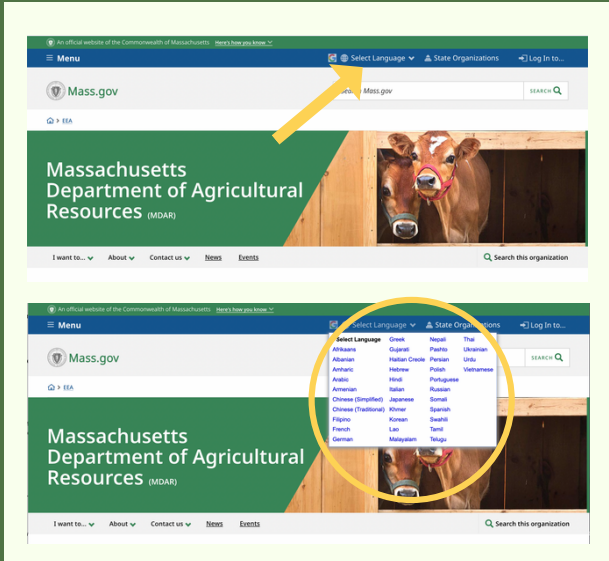 An official website of the Commonwealth of Massachusetts Here's how you know
Menu
Select Language
State Organizations
Log In to...
Mass.gov
Mass.gov
SEARCH
> EEA
Massachusetts
Department of Agricultural
Resources (MDAR)
I want to... About Contact us News Events
Search this organization
An official website of the Commonwealth of Massachusetts Here's how you know
Menu
Select Language
State Organizations
Log In to...
Mass.gov
SEARCH
Select Language Greek Nepali Thai
Afrikaans Gujarati Pashto Ukrainian
Albanian Haitian Creole Persian Urdu
Amharic Hebrew Polish Vietnamese
Arabic Hindi Portuguese
Armenian Italian Russian
Chinese (Simplified) Japanese Somali
Chinese (Traditional) Khmer Spanish
Filipino Korean Swahili
French Lao Tamil
German Malayalam Telugu
> EEA
Massachusetts
Department of Agricultural
Resources (MDAR)
I want to... About Contact us News Events
Search this organization